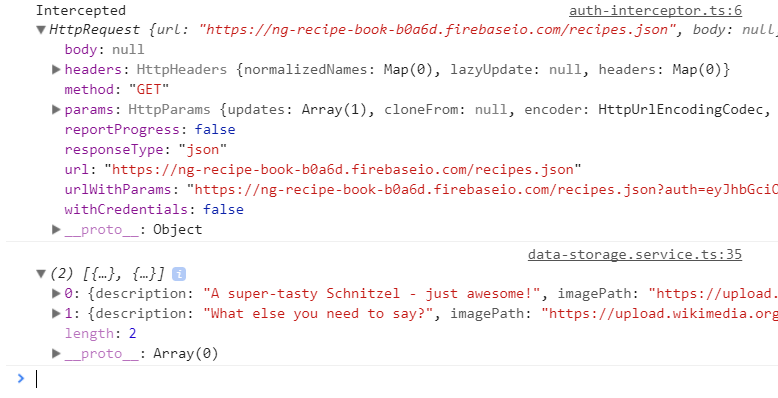 Intercepted auth-interceptor.ts:6
▼HttpRequest {url: "https://ng-recipe-book-b0a6d.firebaseio.com/recipes.json", body: null,
body: null
▶headers: HttpHeaders {normalizedNames: Map(0), lazyUpdate: null, headers: Map(0)}
method: "GET"
▶params: HttpParams {updates: Array(1), cloneFrom: null, encoder: HttpUrlEncodingCodec,
reportProgress: false
responseType: "json"
url: "https://ng-recipe-book-b0a6d.firebaseio.com/recipes.json"
urlWithParams: "https://ng-recipe-book-b0a6d.firebaseio.com/recipes.json?auth=eyJhbGciO
withCredentials: false
▶__proto__: Object
data-storage.service.ts:35
▼(2) [{…}, {…}] i
▶0: {description: "A super-tasty Schnitzel - just awesome!", imagePath: "https://upload.
▶1: {description: "What else you need to say?", imagePath: "https://upload.wikimedia.org
length: 2
▶__proto__: Array(0)
>